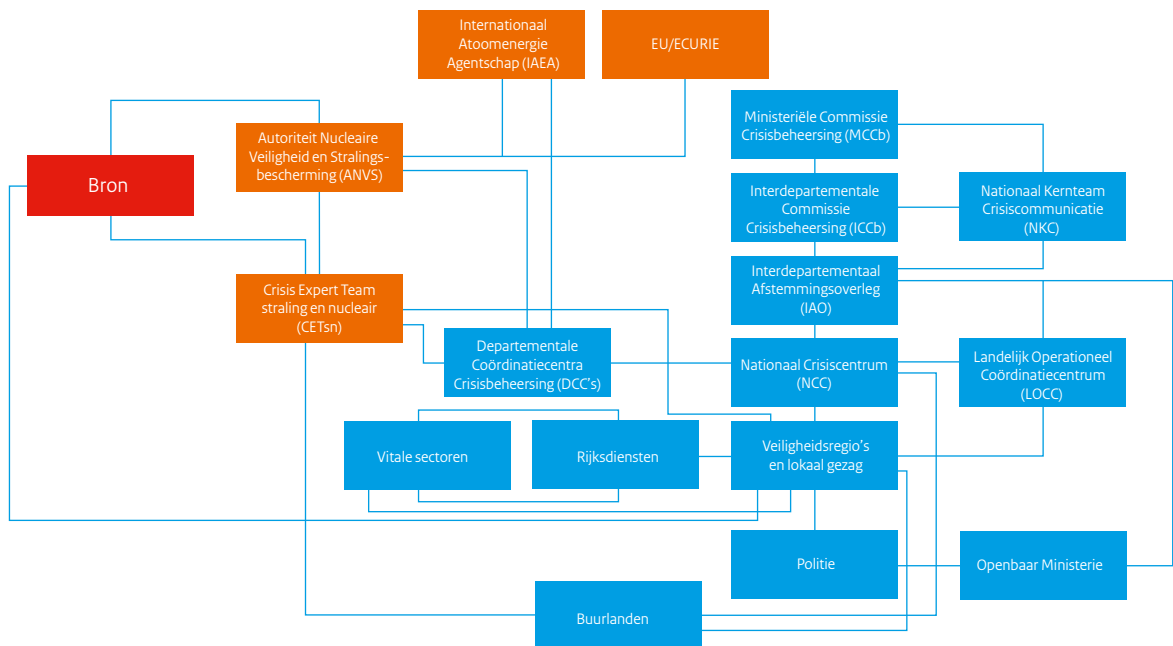 Internationaal
Atoomenergie
Agentschap (IAEA)
EU/ECURIE
Ministeriële Commissie
Crisisbeheersing (MCCb)
Autoriteit Nucleaire
Veiligheid en Stralings-
bescherming (ANVS)
Bron
Interdepartementale
Commissie
Crisisbeheersing (ICCb)
Nationaal Kernteam
Crisiscommunicatie
(NKC)
Interdepartementaal
Afstemmingsoverleg
(IAO)
Crisis Expert Team
straling en nucleair
(CETsn)
Departementale
Coördinatiecentra
Crisisbeheersing (DCC's)
Nationaal Crisiscentrum
(NCC)
Landelijk Operationeel
Coördinatiecentrum
(LOCC)
Vitale sectoren
Rijksdiensten
Veiligheidsregio's
en lokaal gezag
Politie
Openbaar Ministerie
Buurlanden